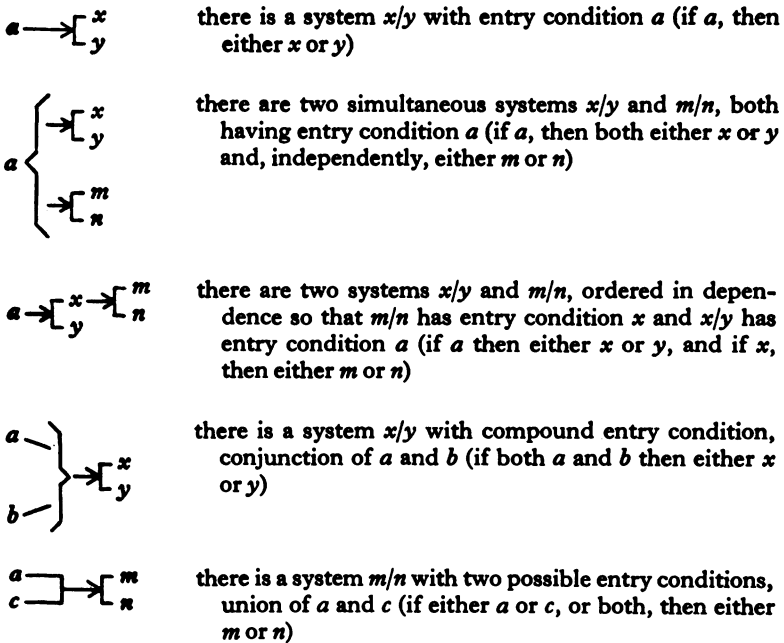 a x there is a system x/y with entry condition a (if a, then
y either x or y)
there are two simultaneous systems x/y and m/n, both
x having entry condition a (if a, then both either x or y
y and, independently, either m or n)
a
m
n
m there are two systems x/y and m/n, ordered in depen-
a x n dence so that m/n has entry condition x and x/y has
y entry condition a (if a then either x or y, and if x,
then either m or n)
a there is a system x/y with compound entry condition,
x conjunction of a and b (if both a and b then either x
y or y)
b
a m there is a system m/n with two possible entry conditions,
c n union of a and c (if either a or c, or both, then either
m or n)